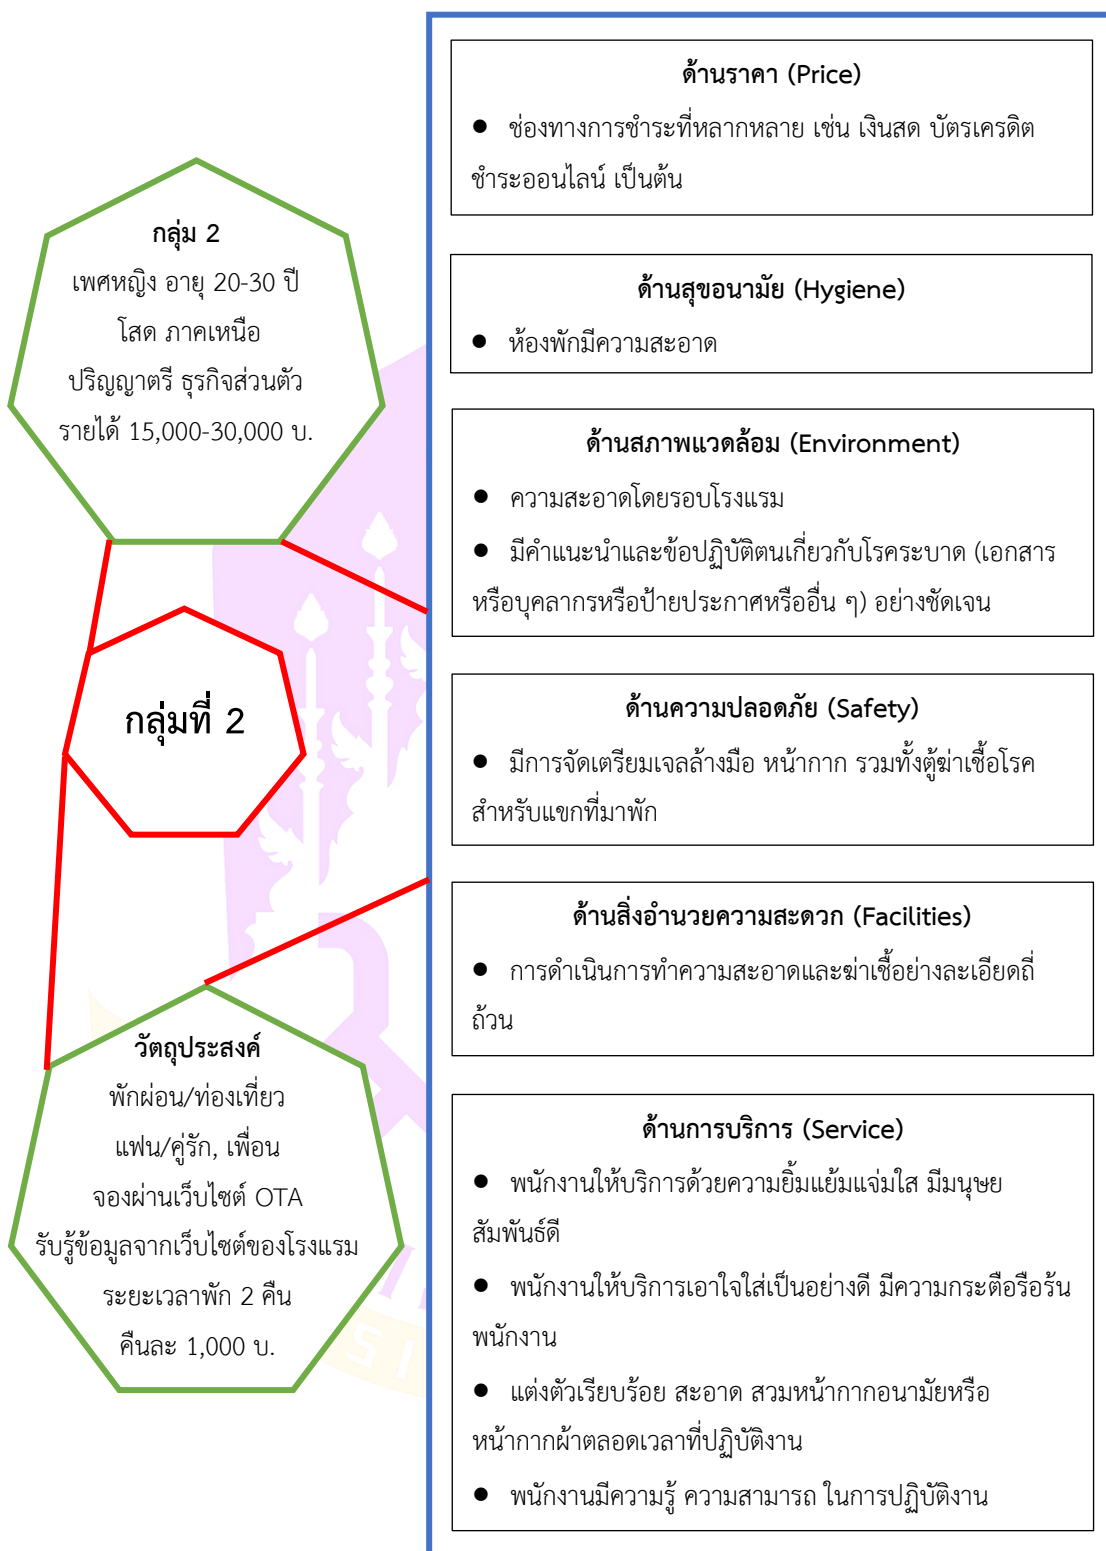 กลุ่ม 2
เพศหญิง อายุ 20-30 ปี
โสด ภาคเหนือ
ปริญญาตรี ธุรกิจส่วนตัว
รายได้ 15,000-30,000 บ.
กลุ่มที่ 2
วัตถุประสงค์
พักผ่อน/ท่องเที่ยว
แฟน/คู่รัก, เพื่อน
จองผ่านเว็บไซต์ OTA
รับรู้ข้อมูลจากเว็บไซต์ของโรงแรม
ระยะเวลาพัก 2 คืน
คืนละ 1,000 บ.
ด้านราคา (Price)
● ช่องทางการชำระที่หลากหลาย เช่น เงินสด บัตรเครดิต
ชำระออนไลน์ เป็นต้น
ด้านสุขอนามัย (Hygiene)
● ห้องพักมีความสะอาด
ด้านสภาพแวดล้อม (Environment)
● ความสะอาดโดยรอบโรงแรม
● มีคำแนะนำและข้อปฏิบัติตนเกี่ยวกับโรคระบาด (เอกสาร
หรือบุคลากรหรือป้ายประกาศหรืออื่น ๆ) อย่างชัดเจน
ด้านความปลอดภัย (Safety)
● มีการจัดเตรียมเจลล้างมือ หน้ากาก รวมทั้งตู้ฆ่าเชื้อโรค
สำหรับแขกที่มาพัก
ด้านสิ่งอำนวยความสะดวก (Facilities)
● การดำเนินการทำความสะอาดและฆ่าเชื้ออย่างละเอียดถี่
ถ้วน
ด้านการบริการ (Service)
● พนักงานให้บริการด้วยความยิ้มแย้มแจ่มใส มีมนุษย
สัมพันธ์ดี
● พนักงานให้บริการเอาใจใส่เป็นอย่างดี มีความกระตือรือร้น
พนักงาน
● แต่งตัวเรียบร้อย สะอาด สวมหน้ากากอนามัยหรือ
หน้ากากผ้าตลอดเวลาที่ปฏิบัติงาน
● พนักงานมีความรู้ ความสามารถ ในการปฏิบัติงาน